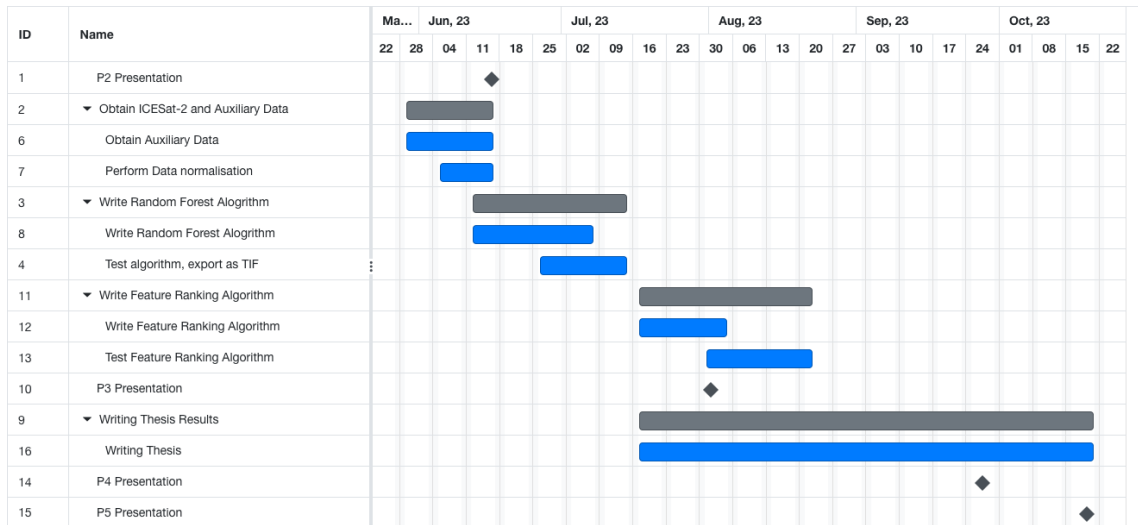 Ma... Jun, 23 Jul, 23 Aug, 23 Sep, 23 Oct, 23
ID Name
22 28 04 11 18 25 02 09 16 23 30 06 13 20 27 03 10 17 24 01 08 15 22
1 P2 Presentation
2 Obtain ICESat-2 and Auxiliary Data
6 Obtain Auxiliary Data
7 Perform Data normalisation
3 Write Random Forest Alogrithm
8 Write Random Forest Alogrithm
4 Test algorithm, export as TIF
11 Write Feature Ranking Algorithm
12 Write Feature Ranking Algorithm
13 Test Feature Ranking Algorithm
10 P3 Presentation
9 Writing Thesis Results
16 Writing Thesis
14 P4 Presentation
15 P5 Presentation